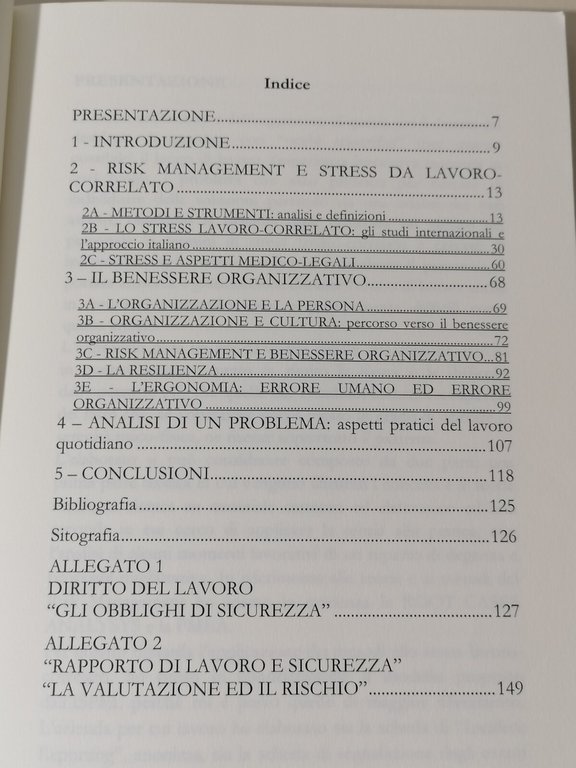 Indice
PRESENTAZIONE.......................................................... 7
1 - INTRODUZIONE....................................................... 9
2 - RISK MANAGEMENT E STRESS DA LAVORO-
CORRELATO.................................................................. 13
2A - METODI E STRUMENTI: analisi e definizioni........................... 13
2B - LO STRESS LAVORO-CORRELATO: gli studi internazionali e
l'approccio italiano.......................................................................... 30
2C - STRESS E ASPETTI MEDICO-LEGALI................................. 60
3 – IL BENESSERE ORGANIZZATIVO........................... 68
3A - L'ORGANIZZAZIONE E LA PERSONA.............................. 69
3B - ORGANIZZAZIONE E CULTURA: percorso verso il benessere
organizzativo.................................................................................... 72
3C - RISK MANAGEMENT E BENESSERE ORGANIZZATIVO...81
3D - LA RESILIENZA.................................................................. 92
3E - L'ERGONOMIA: ERRORE UMANO ED ERRORE
ORGANIZZATIVO..................................................................... 99
4 – ANALISI DI UN PROBLEMA: aspetti pratici del lavoro
quotidiano.................................................................... 107
5 – CONCLUSIONI....................................................... 118
Bibliografia.................................................................... 125
Sitografia....................................................................... 126
ALLEGATO 1
DIRITTO DEL LAVORO
“GLI OBBLIGHI DI SICUREZZA”................................ 127
ALLEGATO 2
“RAPPORTO DI LAVORO E SICUREZZA”
“LA VALUTAZIONE ED IL RISCHIO”......................... 149